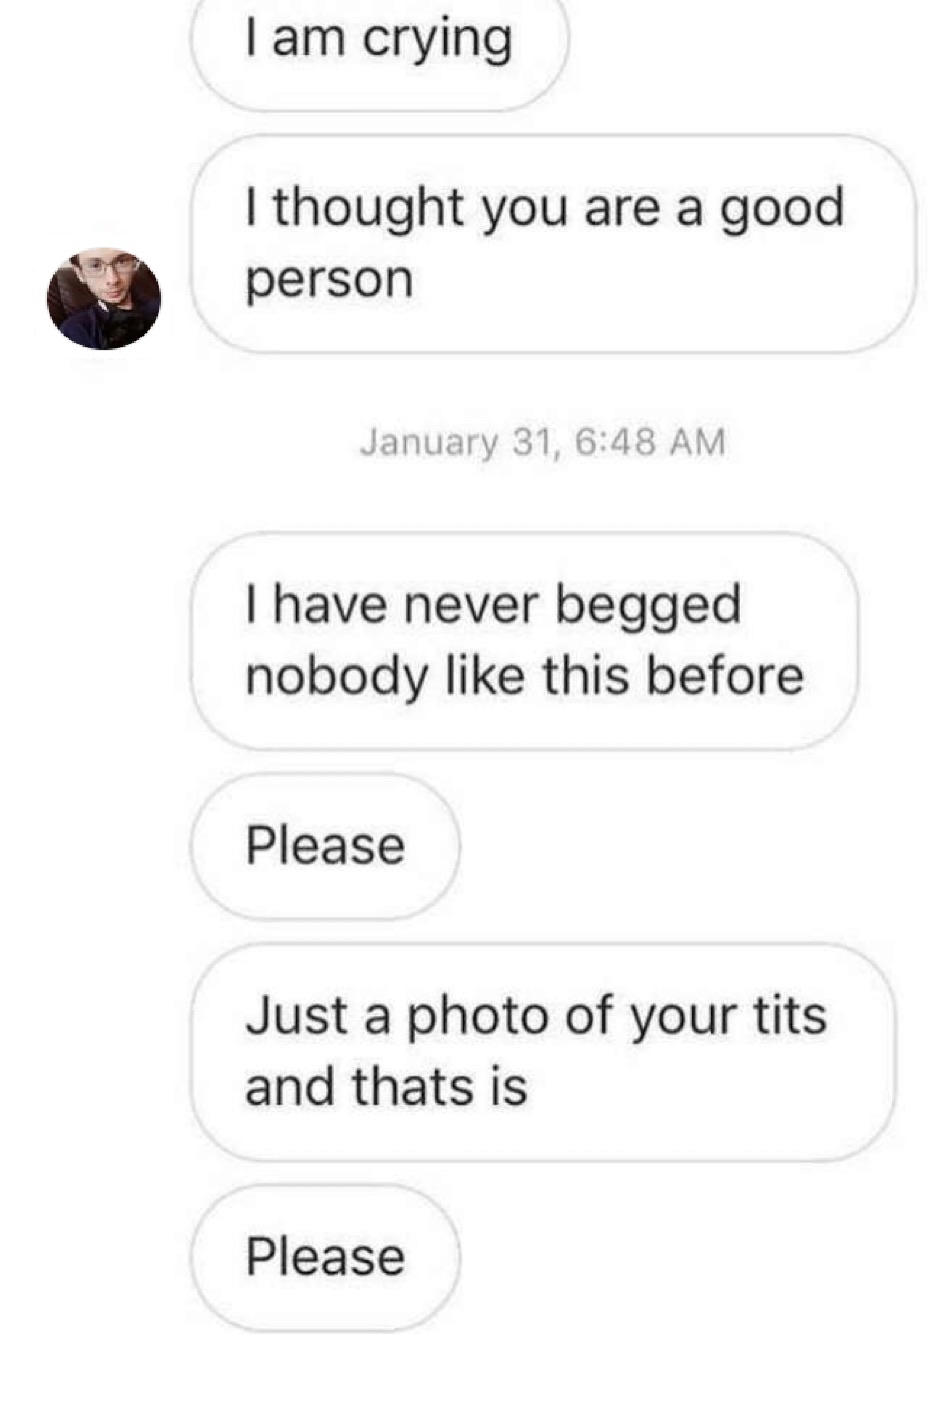 I am crying
I thought you are a good
person
January 31, 6:48 AM
I have never begged
nobody like this before
Please
Just a photo of your tits
and thats is
Please